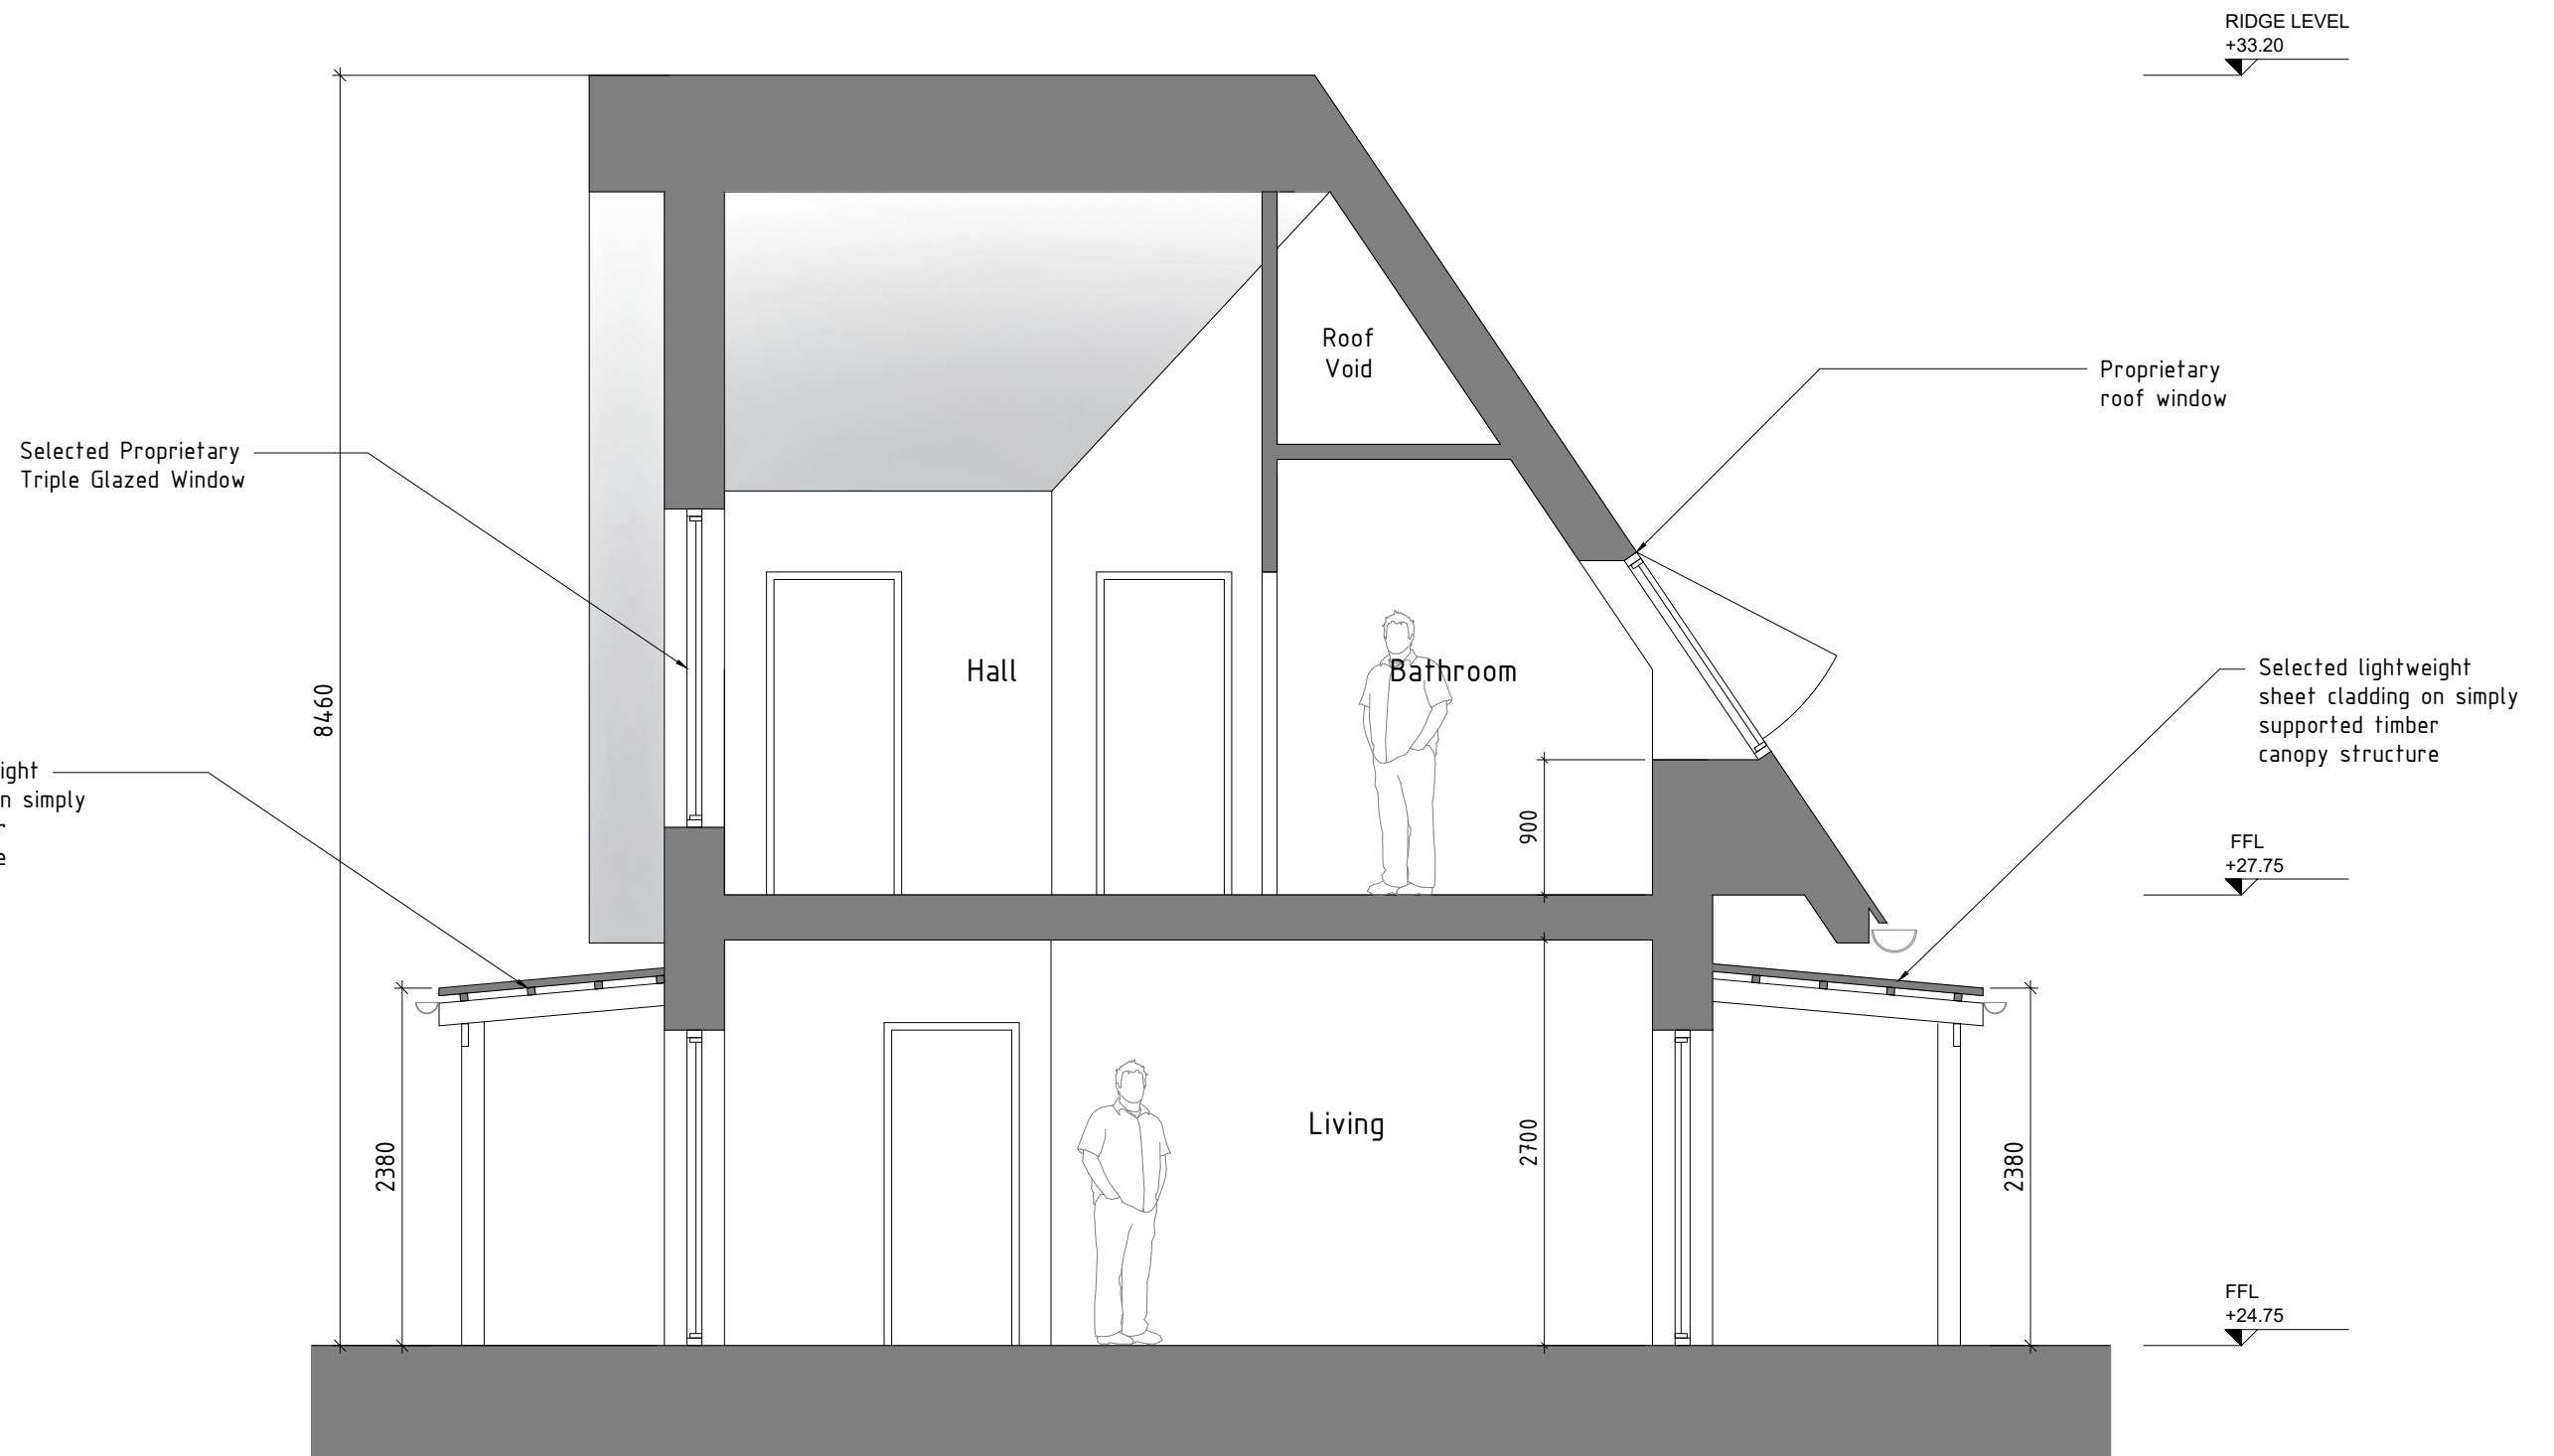 RIDGE LEVEL
+33.20
Roof
Void
Proprietary
roof window
Selected Proprietary
Triple Glazed Window
Hall
Bathroom
Selected lightweight
sheet cladding on simply
supported timber
canopy structure
8460
ight
n simply
r
e
900
FFL
+27.75
Living
2700
2380
2380
FFL
+24.75